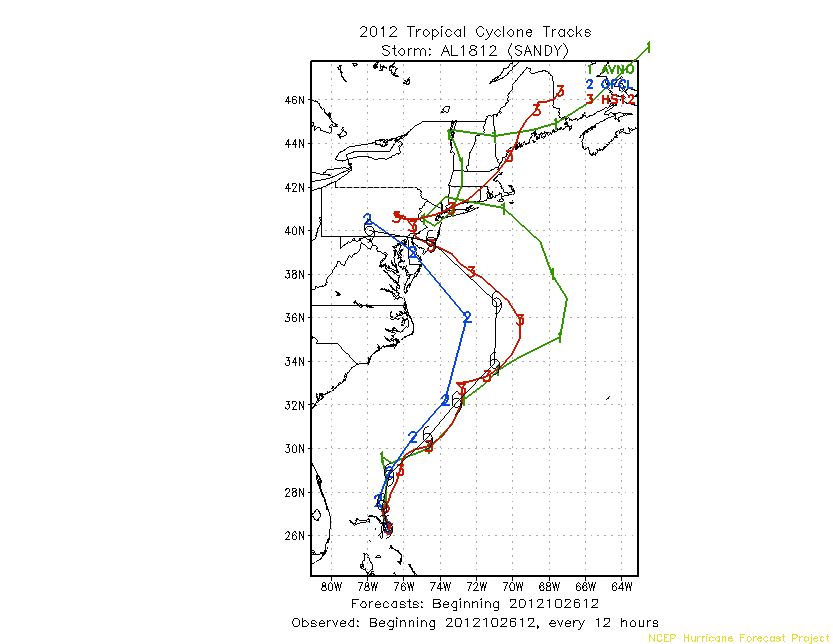 2012 Tropical Cyclone Tracks
Storm: AL1812 (SANDY)
1 AVNO
2 OFCL
3 HST2
46N
44N
42N
40N
38N
36N
34N
32N
30N
28N
26N
80W 78W 76W 74W 72W 70W 68W 66W 64W
Forecasts: Beginning 2012102612
Observed: Beginning 2012102612, every 12 hours
NCEP Hurricane Forecast Project